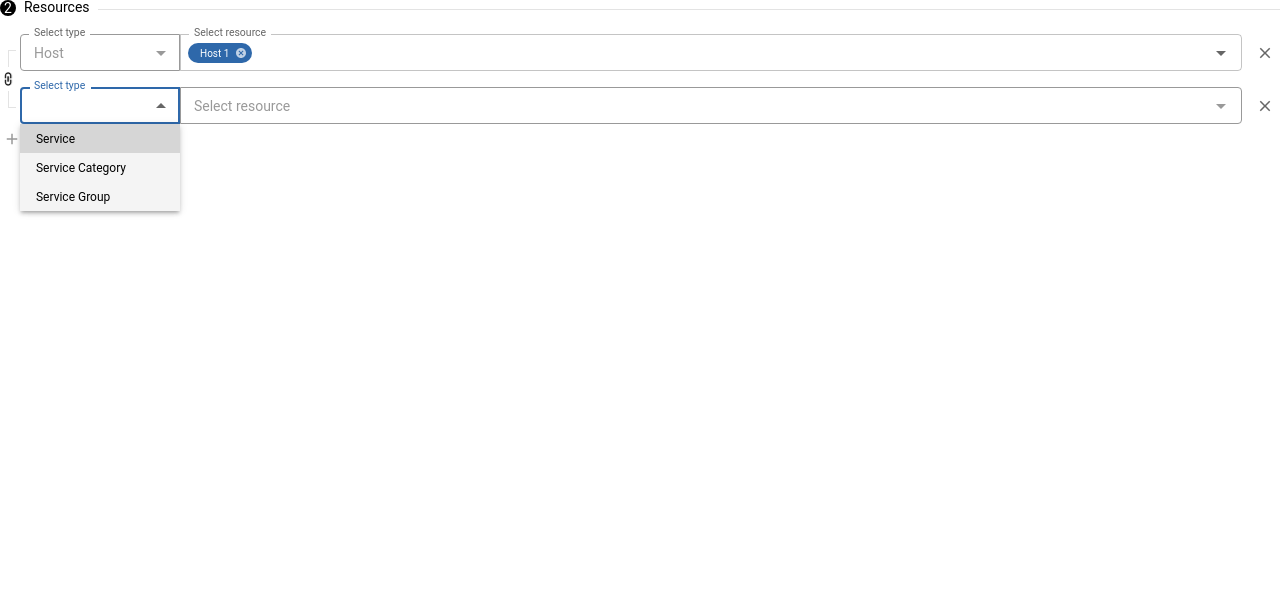 2 Resources
Select type
Select resource
Host
Host 1
Select type
Select resource
Service
Service Category
Service Group